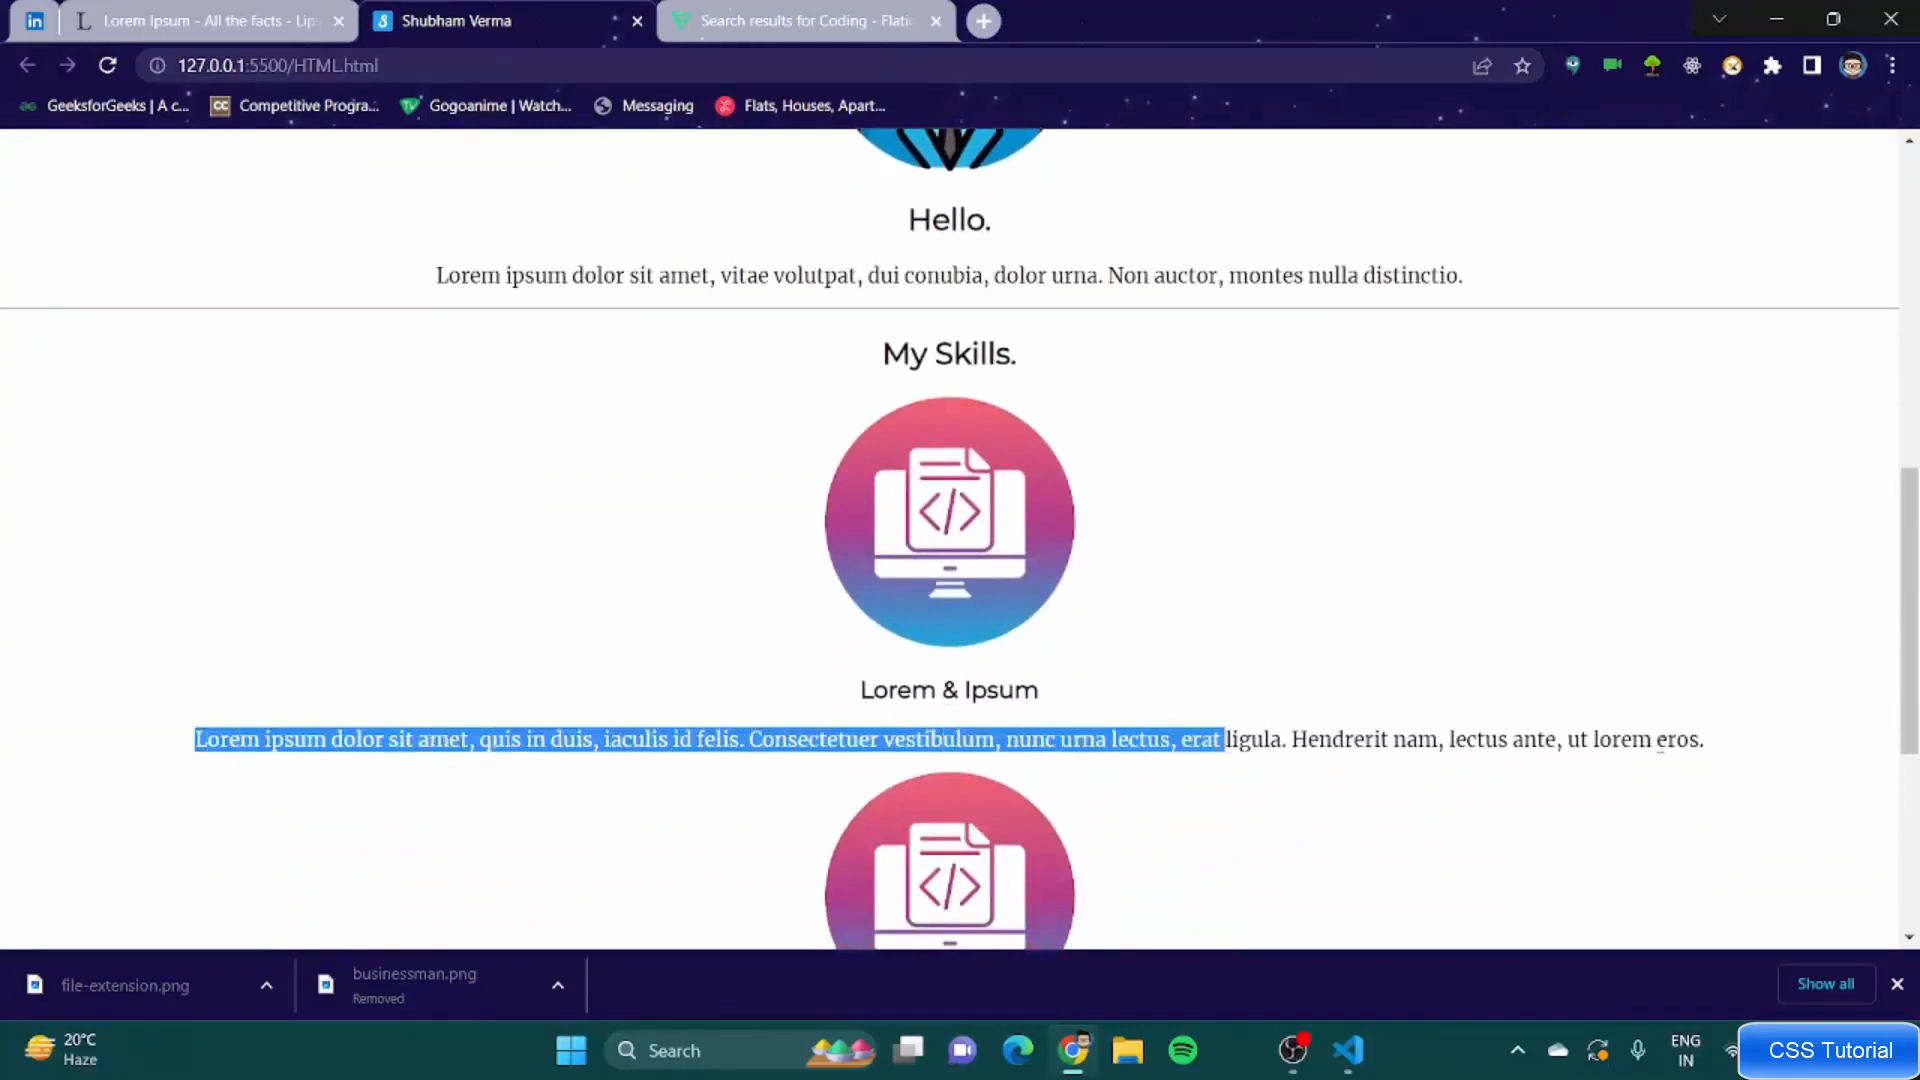 Lorem Ipsum - All the facts - Lips
Shubham Verma
Search results for Coding - Flatic
127.0.0.1:5500/HTML.html
GeeksforGeeks | A c...
CC
Competitive Progra...
Gogoanime | Watch...
Messaging
Flats, Houses, Apart...
Hello.
Lorem ipsum dolor sit amet, vitae volutpat, dui conubia, dolor urna. Non auctor, montes nulla distinctio.
My Skills.
Lorem & Ipsum
Lorem ipsum dolor sit amet, quis in duis, iaculis id felis. Consectetuer vestibulum, nunc urna lectus, erat ligula. Hendrerit nam, lectus ante, ut lorem eros.
file-extension.png
businessman.png
Removed
Show all
20°C
Haze
Search
ENG
IN
CSS Tutorial